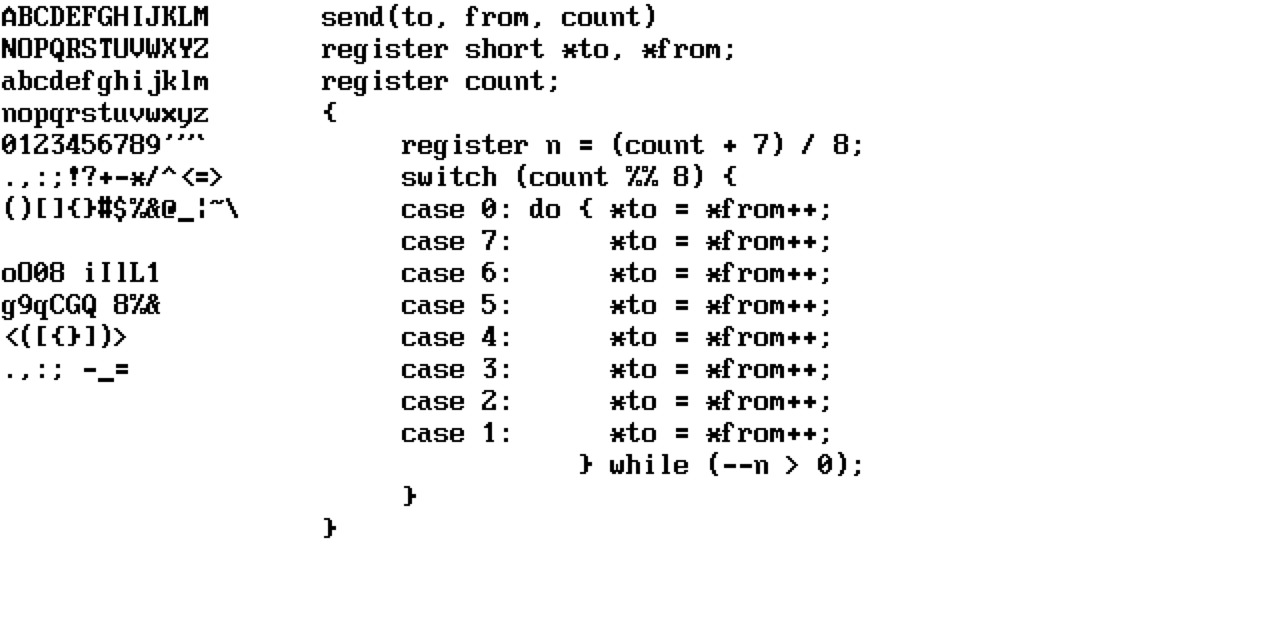 ABCDEFGHIJKLM
NOPQRSTUVWXYZ
abcdefghijklm
nopqrstuvwxyz
0123456789'"`
.,:;!?+-*/^<=>
()[]{}#$%&@_¦~\
oO08 iIlL1
g9qCGQ 8%&
<([{}])>
.,:; -_=
send(to, from, count)
register short *to, *from;
register count;
{
     register n = (count + 7) / 8;
     switch (count %% 8) {
     case 0: do { *to = *from++;
     case 7:      *to = *from++;
     case 6:      *to = *from++;
     case 5:      *to = *from++;
     case 4:      *to = *from++;
     case 3:      *to = *from++;
     case 2:      *to = *from++;
     case 1:      *to = *from++;
                } while (--n > 0);
     }
}